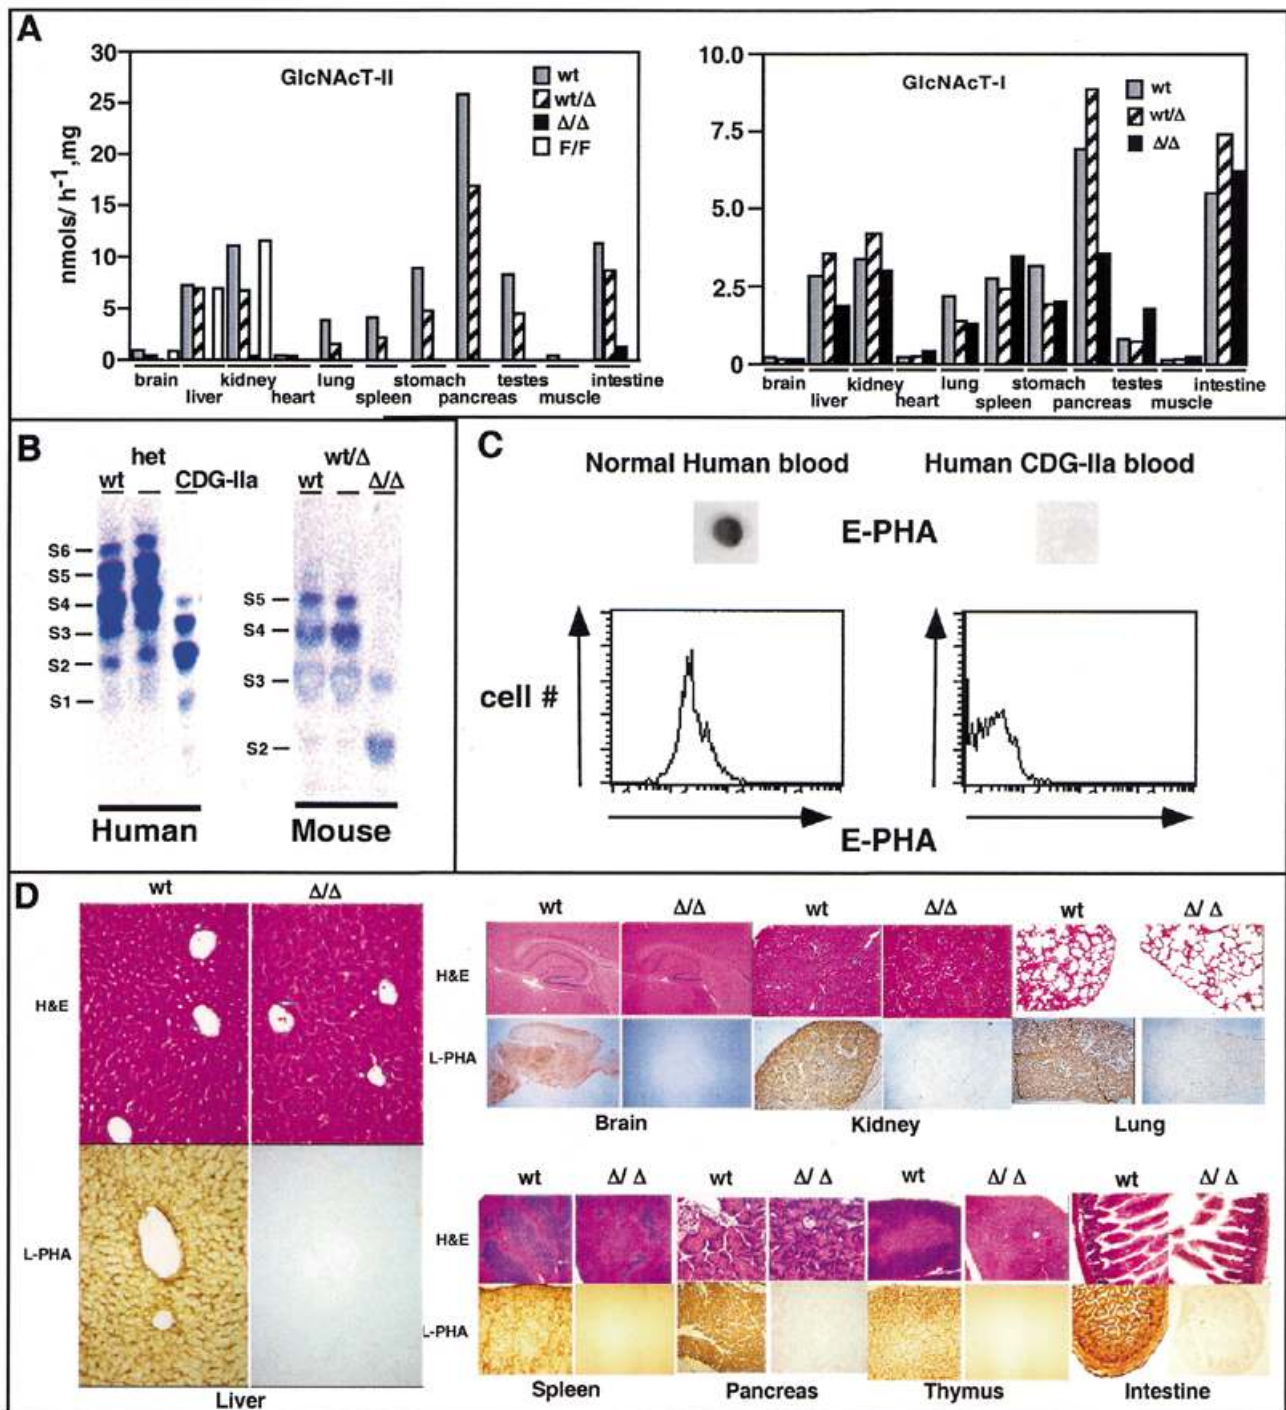 A
30
25
20
15
10
5
0
nmols/ h⁻¹,mg
GlcNAcT-II
wt
wt/Δ
Δ/Δ
F/F
brain
liver
kidney
heart
lung
spleen
stomach
pancreas
testes
muscle
intestine
10.0
7.5
5.0
2.5
0
GlcNAcT-I
wt
wt/Δ
Δ/Δ
brain
liver
kidney
heart
lung
spleen
stomach
pancreas
testes
muscle
intestine
B
wt
het
CDG-IIa
S6
S5
S4
S3
S2
S1
Human
wt
wt/Δ
Δ/Δ
S5
S4
S3
S2
Mouse
C
Normal Human blood
Human CDG-IIa blood
E-PHA
cell #
E-PHA
D
wt
Δ/Δ
H&E
L-PHA
Liver
wt
Δ/Δ
wt
Δ/Δ
wt
Δ/ Δ
H&E
L-PHA
Brain
Kidney
Lung
wt
Δ/ Δ
wt
Δ/ Δ
wt
Δ/ Δ
wt
Δ/ Δ
H&E
L-PHA
Spleen
Pancreas
Thymus
Intestine